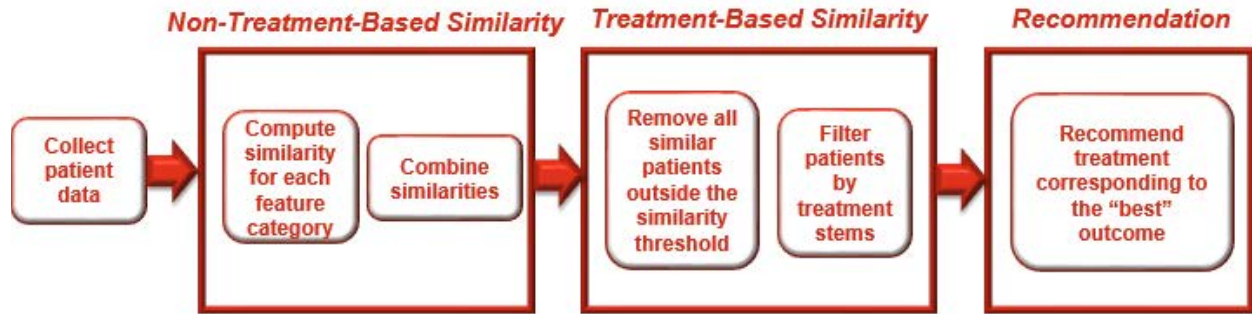 Non-Treatment-Based Similarity
Treatment-Based Similarity
Recommendation
Collect
patient
data
Compute
similarity
for each
feature
category
Combine
similarities
Remove all
similar
patients
outside the
similarity
threshold
Filter
patients
by
treatment
stems
Recommend
treatment
corresponding to
the “best”
outcome